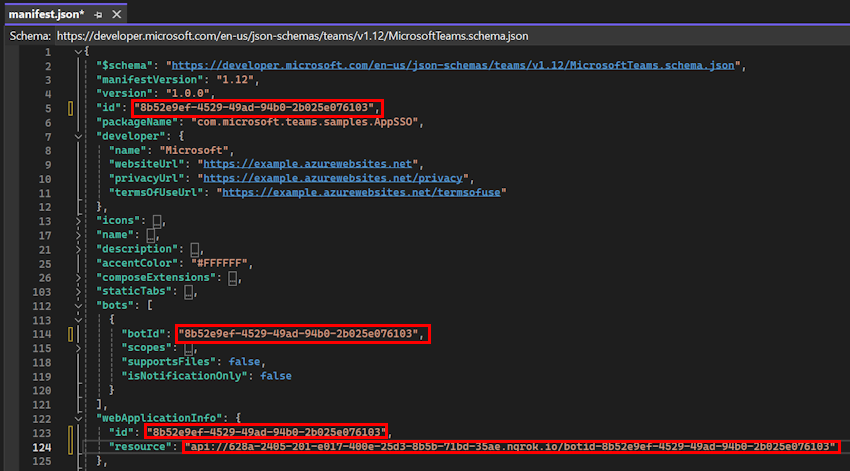 manifest.json*
Schema: https://developer.microsoft.com/en-us/json-schemas/teams/v1.12/MicrosoftTeams.schema.json
1 {
2 "$schema": "https://developer.microsoft.com/en-us/json-schemas/teams/v1.12/MicrosoftTeams.schema.json",
3 "manifestVersion": "1.12",
4 "version": "1.0.0",
5 "id": "8b52e9ef-4529-49ad-94b0-2b025e076103",
6 "packageName": "com.microsoft.teams.samples.AppSSO",
7 "developer": {
8 "name": "Microsoft",
9 "websiteUrl": "https://example.azurewebsites.net",
10 "privacyUrl": "https://example.azurewebsites.net/privacy",
11 "termsOfUseUrl": "https://example.azurewebsites.net/termsofuse"
12 },
13 "icons": {...},
17 "name": {...},
21 "description": {...},
25 "accentColor": "#FFFFFF",
26 "composeExtensions": [...],
103 "staticTabs": [...],
112 "bots": [
113 {
114 "botId": "8b52e9ef-4529-49ad-94b0-2b025e076103",
115 "scopes": [...],
118 "supportsFiles": false,
119 "isNotificationOnly": false
120 }
121 ],
122 "webApplicationInfo": {
123 "id": "8b52e9ef-4529-49ad-94b0-2b025e076103",
124 "resource": "api://628a-2405-201-e017-400e-25d3-8b5b-71bd-35ae.ngrok.io/botid-8b52e9ef-4529-49ad-94b0-2b025e076103"
125 },